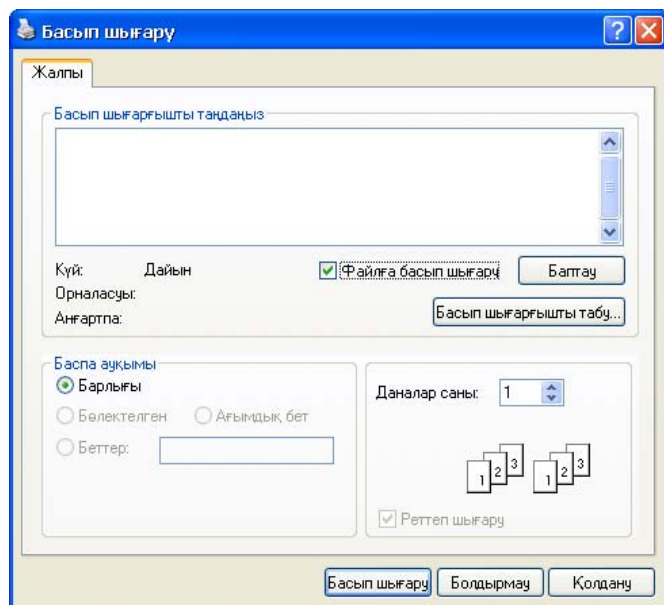 Басып шығару
Жалпы
Басып шығарғышты таңдаңыз
Күй: Дайын
Файлға басып шығару
Баптау
Орналасуы:
Аңғартпа:
Басып шығарғышты табу...
Баспа ауқымы
Барлығы
Бөлектелген Ағымдық бет
Беттер:
Даналар саны: 1
1 2 3 1 2 3
Реттеп шығару
Басып шығару Болдырмау Қолдану